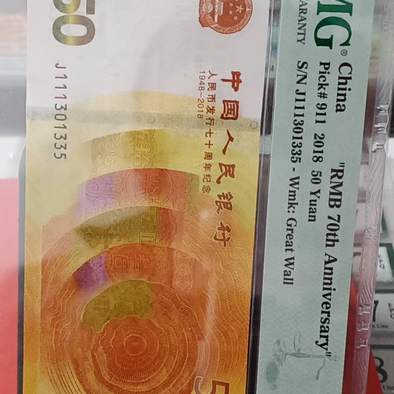 50
J111301335
中国人民银行
人民币发行七十周年纪念
1948-2018
5
MG®
ARANTY
China
Pick# 911 2018 50 Yuan
S/N J111301335 - Wmk: Great Wall
"RMB 70th Anniversary"